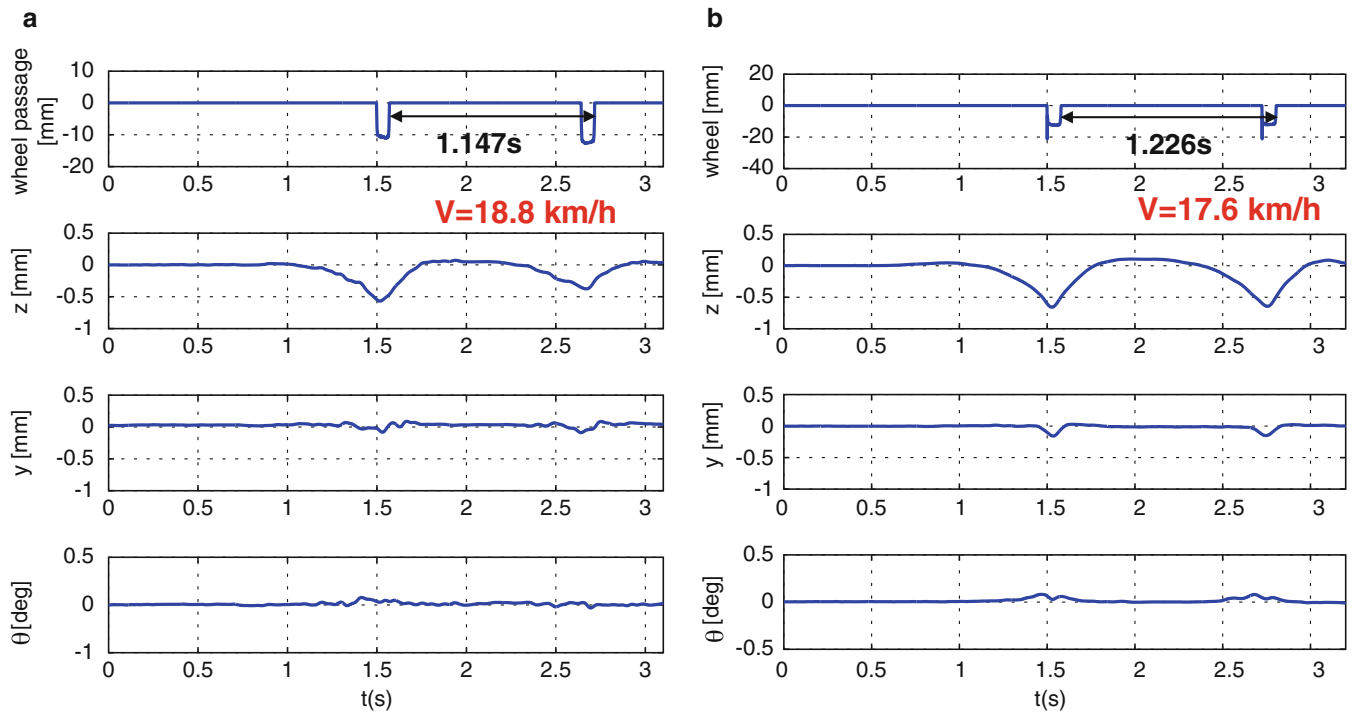 a
wheel passage
[mm]
10
0
-10
-20
1.147s
0 0.5 1 1.5 2 2.5 3
V=18.8 km/h
z [mm]
0.5
0
-0.5
-1
0 0.5 1 1.5 2 2.5 3
y [mm]
0.5
0
-0.5
-1
0 0.5 1 1.5 2 2.5 3
θ [deg]
0.5
0
-1
0 0.5 1 1.5 2 2.5 3
t(s)
b
wheel [mm]
20
0
-20
-40
1.226s
0 0.5 1 1.5 2 2.5 3
V=17.6 km/h
z [mm]
0.5
0
-0.5
-1
0 0.5 1 1.5 2 2.5 3
y [mm]
0.5
0
-0.5
-1
0 0.5 1 1.5 2 2.5 3
θ [deg]
0.5
0
-0.5
0 0.5 1 1.5 2 2.5 3
t(s)